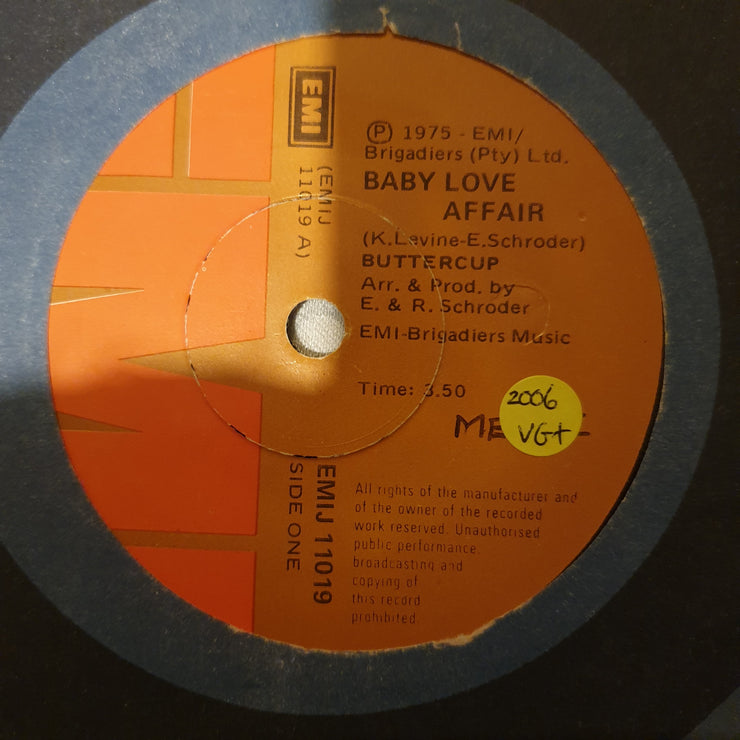 EMI
(EMIJ
11019 A)
Ⓟ 1975 - EMI/
Brigadiers (Pty) Ltd.
BABY LOVE
AFFAIR
(K.Levine-E.Schroder)
BUTTERCUP
Arr. & Prod. by
E. & R. Schroder
EMI-Brigadiers Music
Time: 3.50
2006
VG+
EMIJ 11019
SIDE ONE
All rights of the manufacturer and
of the owner of the recorded
work reserved. Unauthorised
public performance,
broadcasting and
copying of
this record
prohibited.